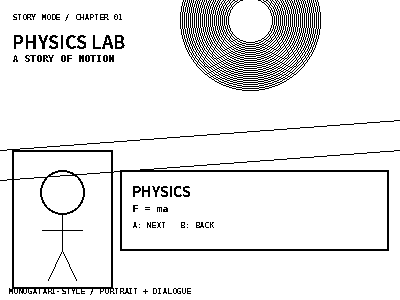 STORY MODE / CHAPTER 01
PHYSICS LAB
A STORY OF MOTION
PHYSICS
F = ma
A: NEXT B: BACK
MONOGATARI-STYLE / PORTRAIT + DIALOGUE